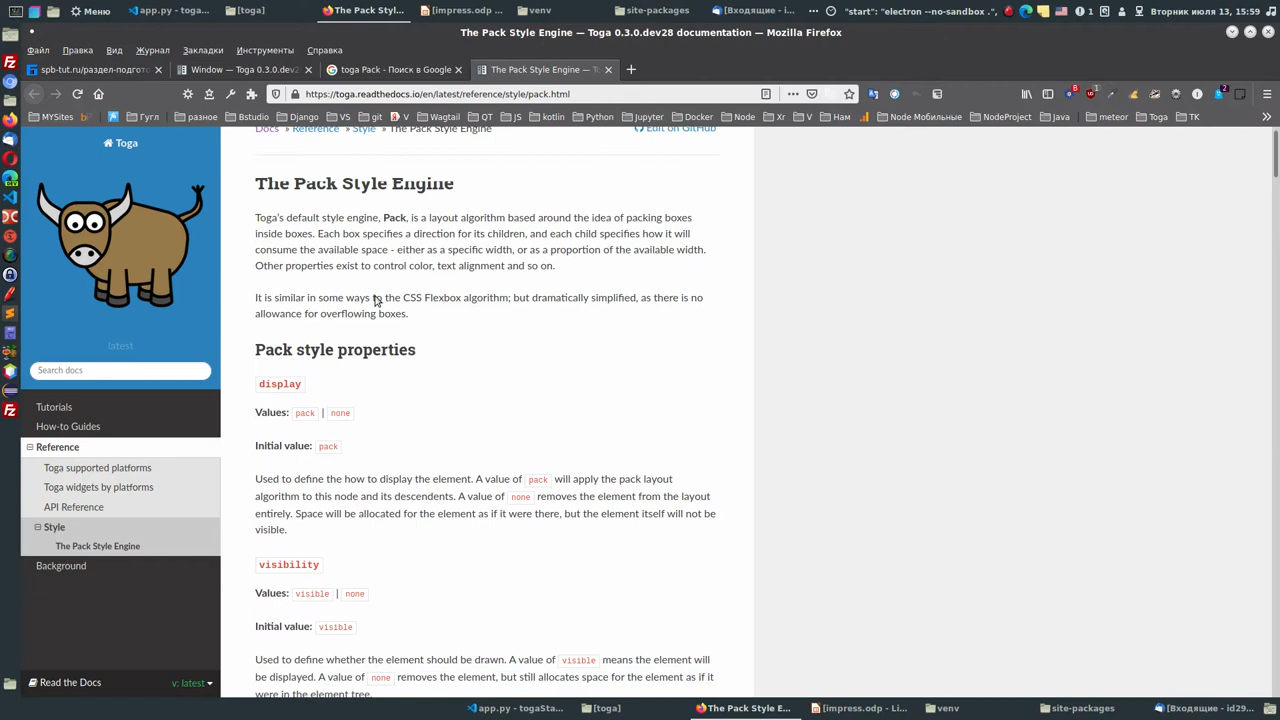 Меню
app.py - toga...
[toga]
The Pack Styl...
[impress.odp - ...
venv
site-packages
[Входящие - i...
"start": "electron --no-sandbox .",
1
вторник июля 13, 15:59
The Pack Style Engine — Toga 0.3.0.dev28 documentation — Mozilla Firefox
Файл Правка Вид Журнал Закладки Инструменты Справка
spb-tut.ru/раздел-подгото
Window — Toga 0.3.0.dev2
toga Pack - Поиск в Google
The Pack Style Engine — T
https://toga.readthedocs.io/en/latest/reference/style/pack.html
8
1
2
MYSites
Гугл
разное
VS
git
V
Wagtail
QT
JS
Kotlin
Python
Jupyter
Docker
Node
Xr
V
Нам
Node Мобильные
NodeProject
Java
meteor
Toga
TK
Toga
latest
Search docs
Tutorials
How-to Guides
Reference
Toga supported platforms
Toga widgets by platforms
API Reference
Style
The Pack Style Engine
Background
Read the Docs
v: latest
Docs » Reference » Style » The Pack Style Engine
Edit on GitHub
The Pack Style Engine
Toga's default style engine, Pack, is a layout algorithm based around the idea of packing boxes
inside boxes. Each box specifies a direction for its children, and each child specifies how it will
consume the available space - either as a specific width, or as a proportion of the available width.
Other properties exist to control color, text alignment and so on.
It is similar in some ways to the CSS Flexbox algorithm; but dramatically simplified, as there is no
allowance for overflowing boxes.
Pack style properties
display
Values: pack | none
Initial value: pack
Used to define the how to display the element. A value of pack will apply the pack layout
algorithm to this node and its descendents. A value of none removes the element from the layout
entirely. Space will be allocated for the element as if it were there, but the element itself will not be
visible.
visibility
Values: visible | none
Initial value: visible
Used to define whether the element should be drawn. A value of visible means the element will
be displayed. A value of none removes the element, but still allocates space for the element as if it
were in the element tree.
app.py - togaSta...
[toga]
The Pack Style E...
[impress.odp - Li...
venv
site-packages
[Входящие - id29...